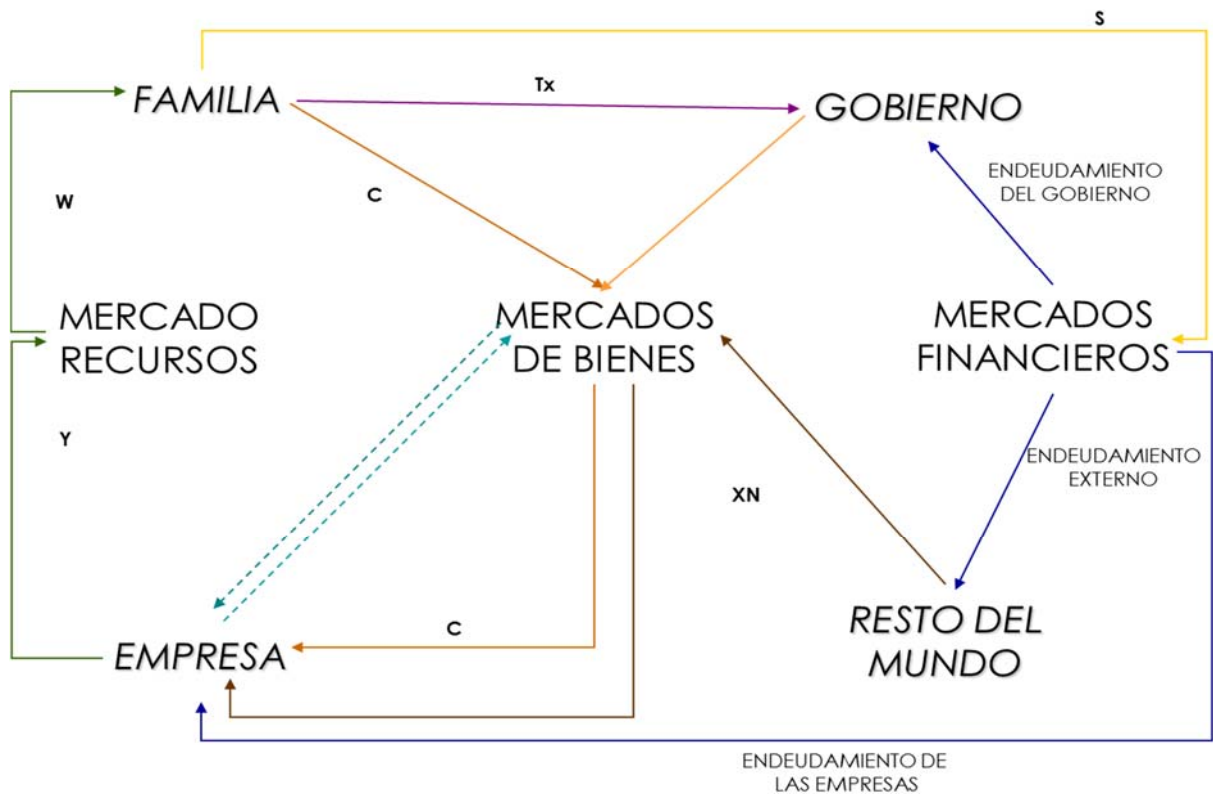 S
Tx
FAMILIA
GOBIERNO
ENDEUDAMIENTO
DEL GOBIERNO
W
C
MERCADO
RECURSOS
MERCADOS
DE BIENES
MERCADOS
FINANCIEROS
Y
ENDEUDAMIENTO
EXTERNO
XN
RESTO DEL
MUNDO
C
EMPRESA
ENDEUDAMIENTO DE
LAS EMPRESAS